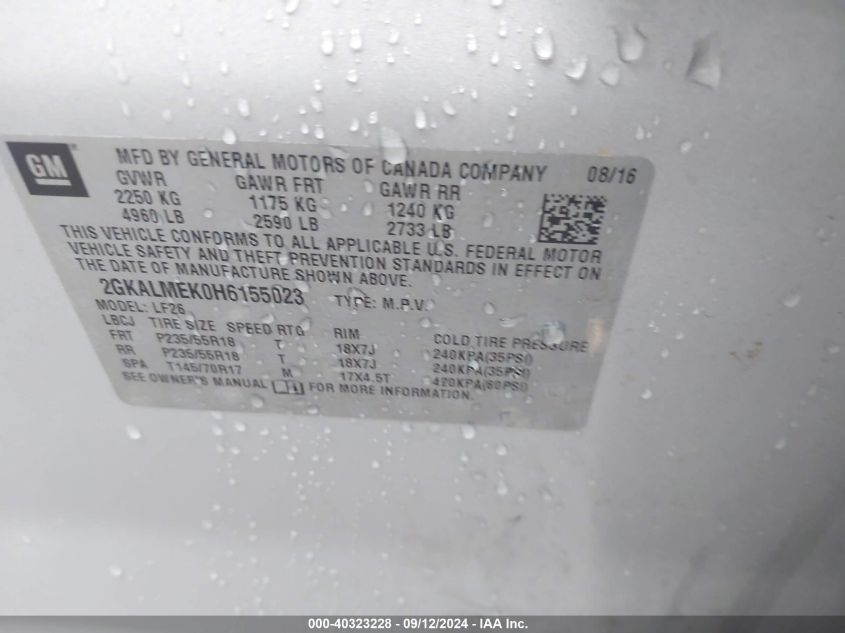 GM
MFD BY GENERAL MOTORS OF CANADA COMPANY 08/16
GVWR GAWR FRT GAWR RR
2250 KG 1175 KG 1240 KG
4960 LB 2590 LB 2733 LB
THIS VEHICLE CONFORMS TO ALL APPLICABLE U.S. FEDERAL MOTOR
VEHICLE SAFETY AND THEFT PREVENTION STANDARDS IN EFFECT ON
THE DATE OF MANUFACTURE SHOWN ABOVE.
2GKALMEK0H6155023 TYPE: M.P.V.
MODEL: LF26
LBCJ TIRE SIZE SPEED RTG RIM COLD TIRE PRESSURE
FRT P235/55R18 T 18X7J 240KPA(35PSI)
RR P235/55R18 T 18X7J 240KPA(35PSI)
SPA T145/70R17 M 17X4.5T 420KPA(60PSI)
SEE OWNER'S MANUAL FOR MORE INFORMATION.
000-40323228 - 09/12/2024 - IAA Inc.